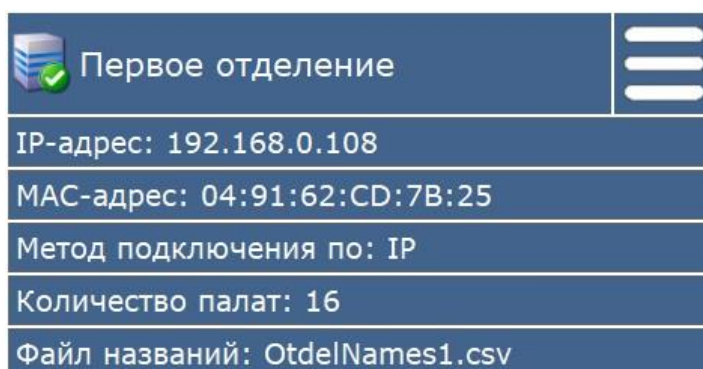 Первое отделение
IP-адрес: 192.168.0.108
MAC-адрес: 04:91:62:CD:7B:25
Метод подключения по: IP
Количество палат: 16
Файл названий: OtdelNames1.csv